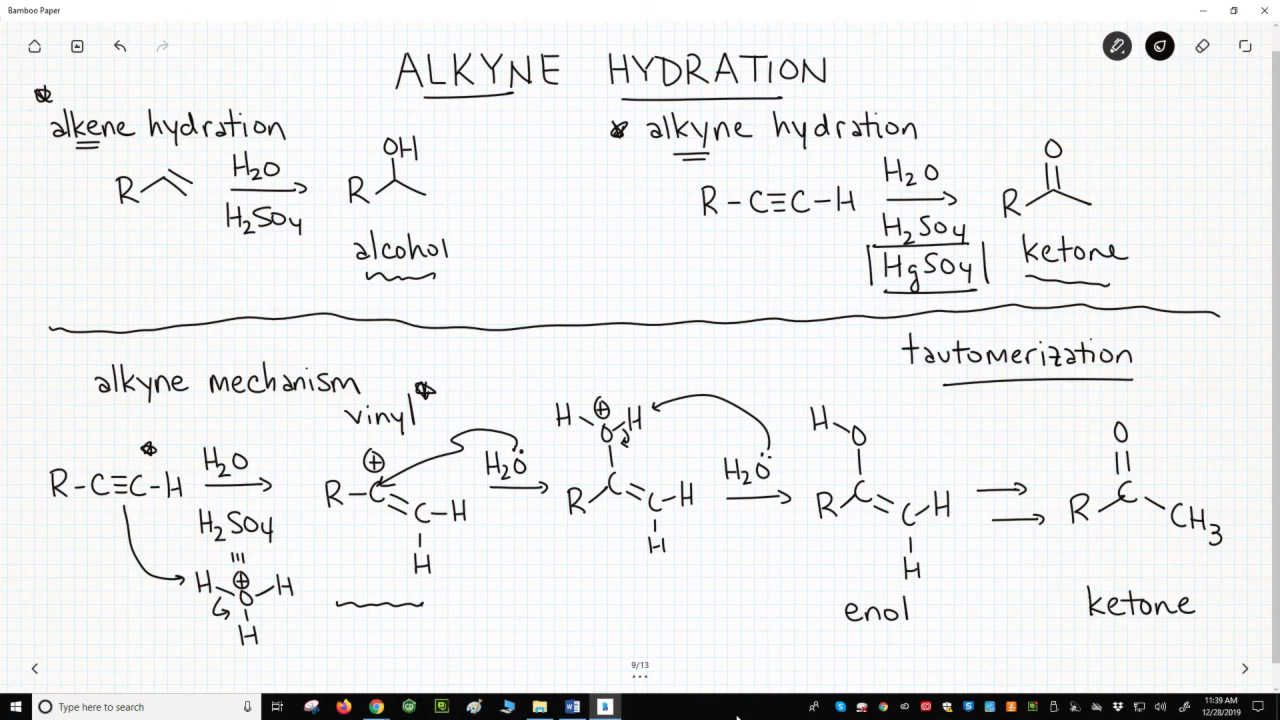 Bamboo Paper
ALKYNE HYDRATION
alkene hydration
R
H2O
H2SO4
OH
R
alcohol
alkyne hydration
R-C≡C-H
H2O
H2SO4
HgSO4
O
R
ketone
tautomerization
alkyne mechanism
vinyl
R-C≡C-H
H2O
H2SO4
H ⊕ H
O
H
⊕
R-C
C-H
H
H2O
H ⊕ H
O
C
R C-H
H
H2O
H-O
C
R C-H
H
enol
O
C
R CH3
ketone
9/13
Type here to search
11:39 AM
12/28/2019